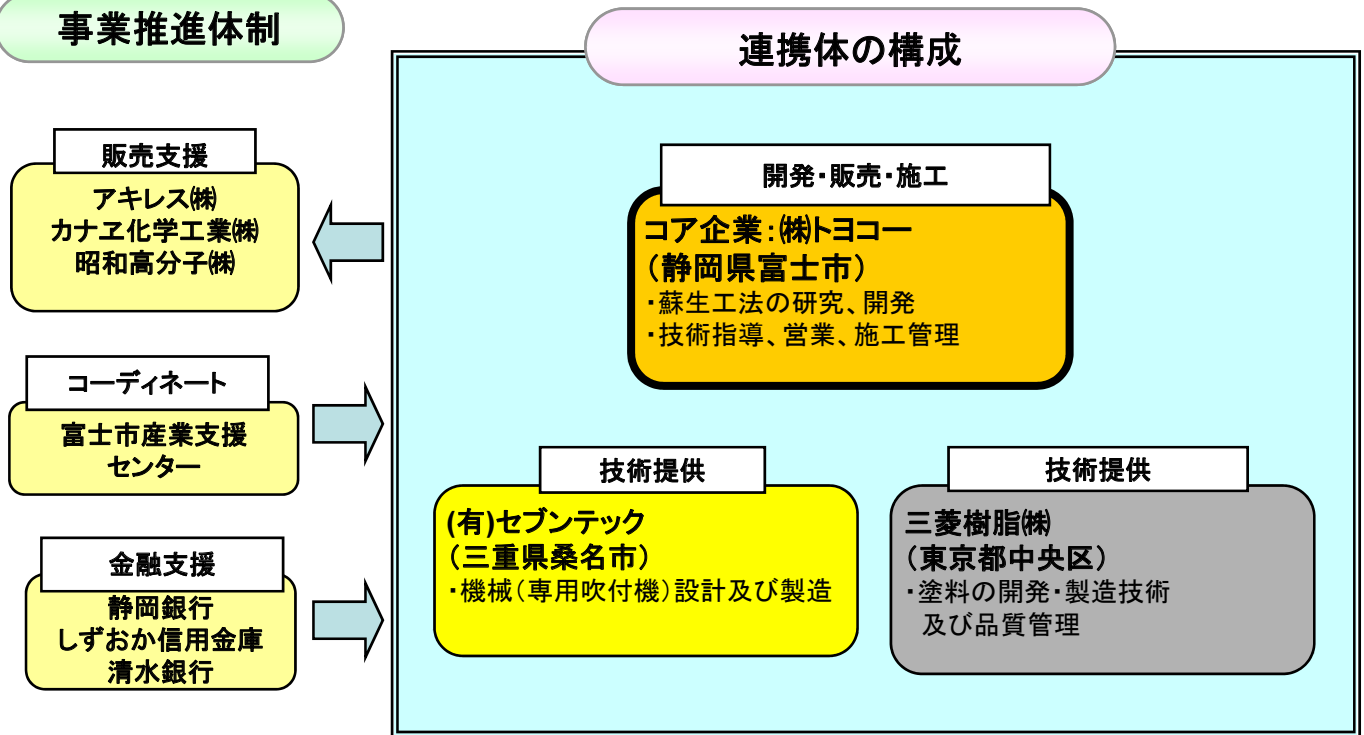 事業推進体制
連携体の構成
販売支援
アキレス㈱
カナヱ化学工業㈱
昭和高分子㈱
コーディネート
富士市産業支援
センター
金融支援
静岡銀行
しずおか信用金庫
清水銀行
開発・販売・施工
コア企業：㈱トヨコー
（静岡県富士市）
・蘇生工法の研究、開発
・技術指導、営業、施工管理
技術提供
(有)セブンテック
（三重県桑名市）
・機械（専用吹付機）設計及び製造
技術提供
三菱樹脂㈱
（東京都中央区）
・塗料の開発・製造技術
及び品質管理